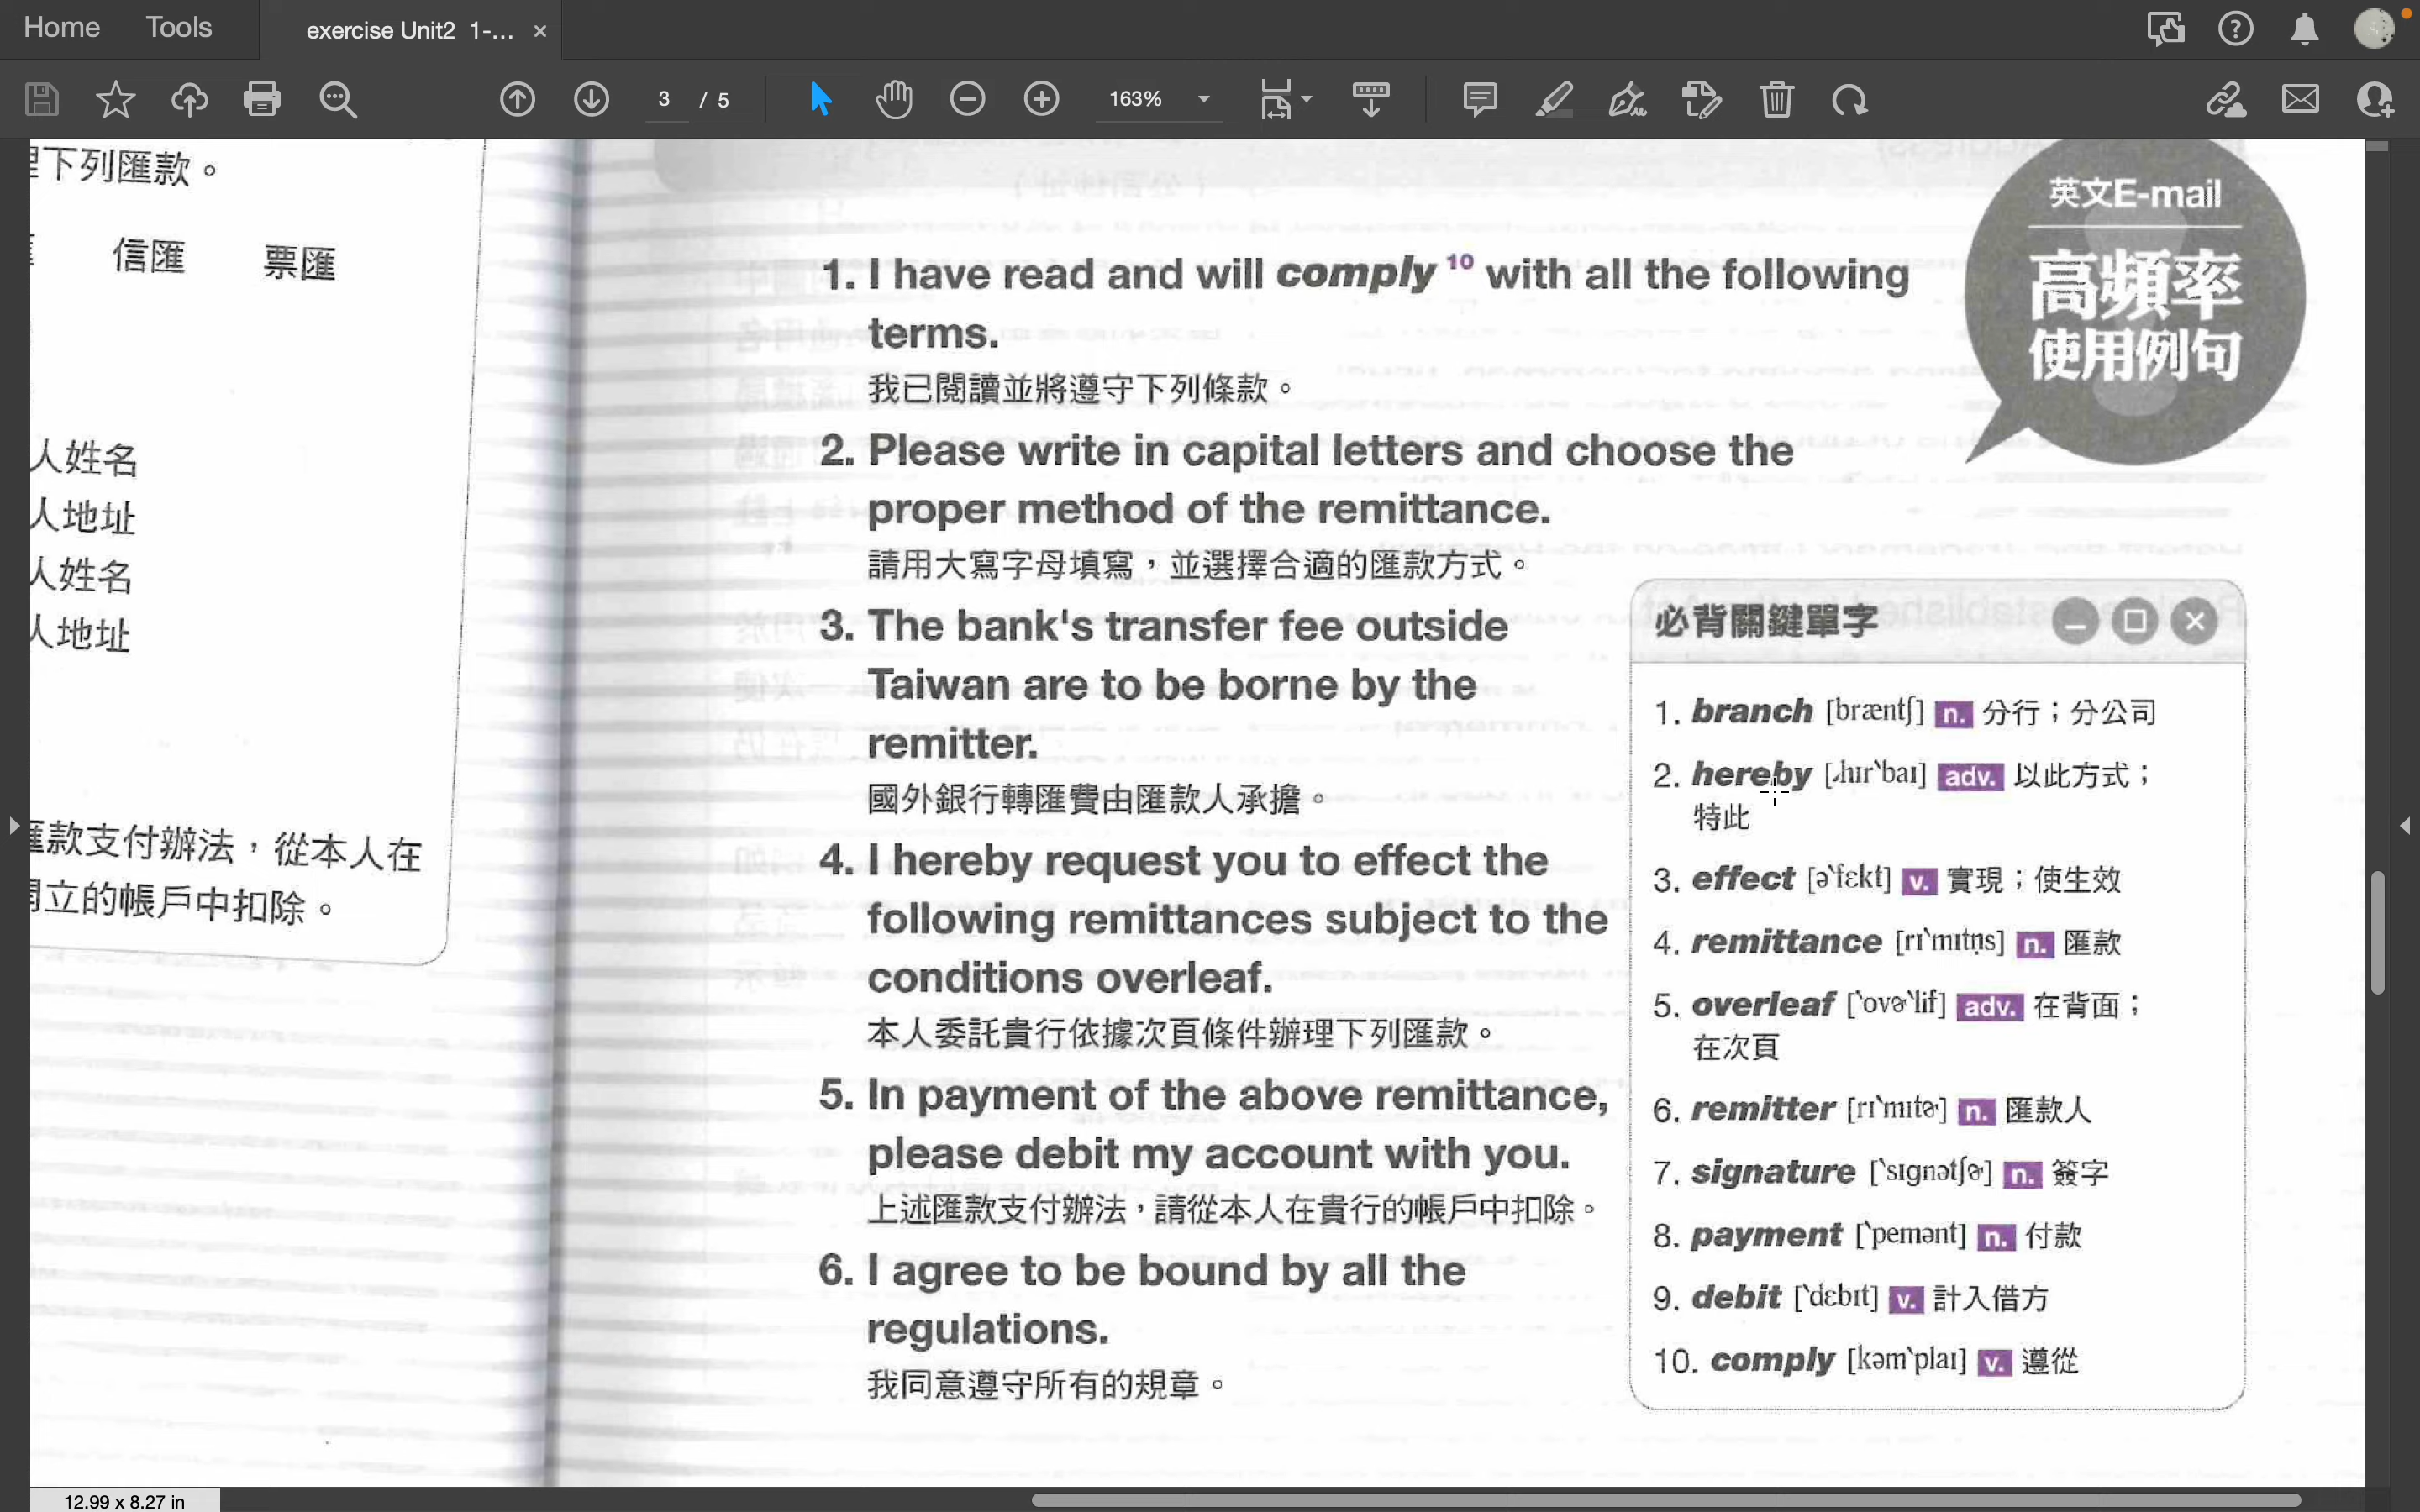 Home Tools exercise Unit2 1-... ×
3 / 5 163%
下列匯款。
信匯 票匯
人姓名
人地址
人姓名
人地址
匯款支付辦法，從本人在
開立的帳戶中扣除。
英文E-mail
高頻率
使用例句
1. I have read and will comply 10 with all the following
terms.
我已閱讀並將遵守下列條款。
2. Please write in capital letters and choose the
proper method of the remittance.
請用大寫字母填寫，並選擇合適的匯款方式。
3. The bank's transfer fee outside
Taiwan are to be borne by the
remitter.
國外銀行轉匯費由匯款人承擔。
4. I hereby request you to effect the
following remittances subject to the
conditions overleaf.
本人委託貴行依據次頁條件辦理下列匯款。
5. In payment of the above remittance,
please debit my account with you.
上述匯款支付辦法，請從本人在貴行的帳戶中扣除。
6. I agree to be bound by all the
regulations.
我同意遵守所有的規章。
必背關鍵單字
1. branch [bræntʃ] n. 分行；分公司
2. hereby [ˌhɪrˋbaɪ] adv. 以此方式；
特此
3. effect [əˋfɛkt] v. 實現；使生效
4. remittance [rɪˋmɪtn̩s] n. 匯款
5. overleaf [ˋovɚˋlif] adv. 在背面；
在次頁
6. remitter [rɪˋmɪtɚ] n. 匯款人
7. signature [ˋsɪgnətʃɚ] n. 簽字
8. payment [ˋpemənt] n. 付款
9. debit [ˋdɛbɪt] v. 計入借方
10. comply [kəmˋplaɪ] v. 遵從
12.99 x 8.27 in